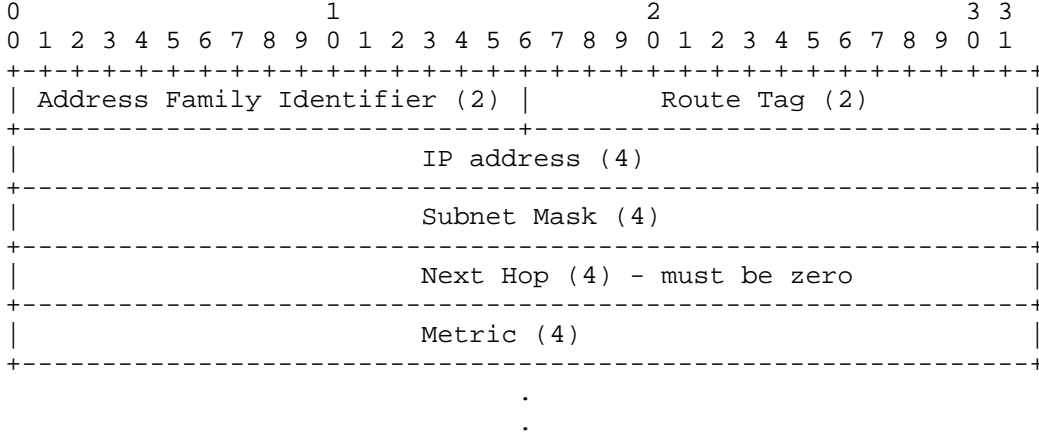 0                   1                   2                   3 3
0 1 2 3 4 5 6 7 8 9 0 1 2 3 4 5 6 7 8 9 0 1 2 3 4 5 6 7 8 9 0 1
+-+-+-+-+-+-+-+-+-+-+-+-+-+-+-+-+-+-+-+-+-+-+-+-+-+-+-+-+-+-+-+-+
| Address Family Identifier (2) |        Route Tag (2)          |
+-------------------------------+-------------------------------+
|                         IP address (4)                        |
+---------------------------------------------------------------+
|                         Subnet Mask (4)                       |
+---------------------------------------------------------------+
|                         Next Hop (4) - must be zero           |
+---------------------------------------------------------------+
|                         Metric (4)                            |
+---------------------------------------------------------------+
                                .
                                .